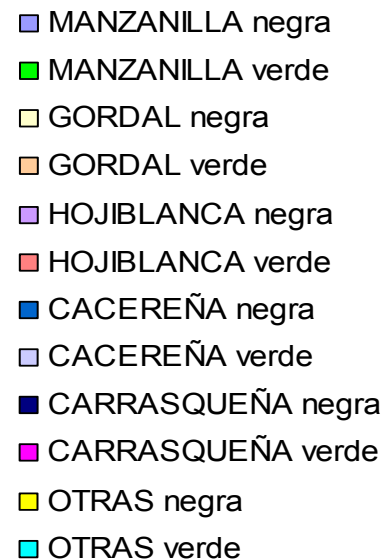 MANZANILLA negra
MANZANILLA verde
GORDAL negra
GORDAL verde
HOJIBLANCA negra
HOJIBLANCA verde
CACEREÑA negra
CACEREÑA verde
CARRASQUEÑA negra
CARRASQUEÑA verde
OTRAS negra
OTRAS verde